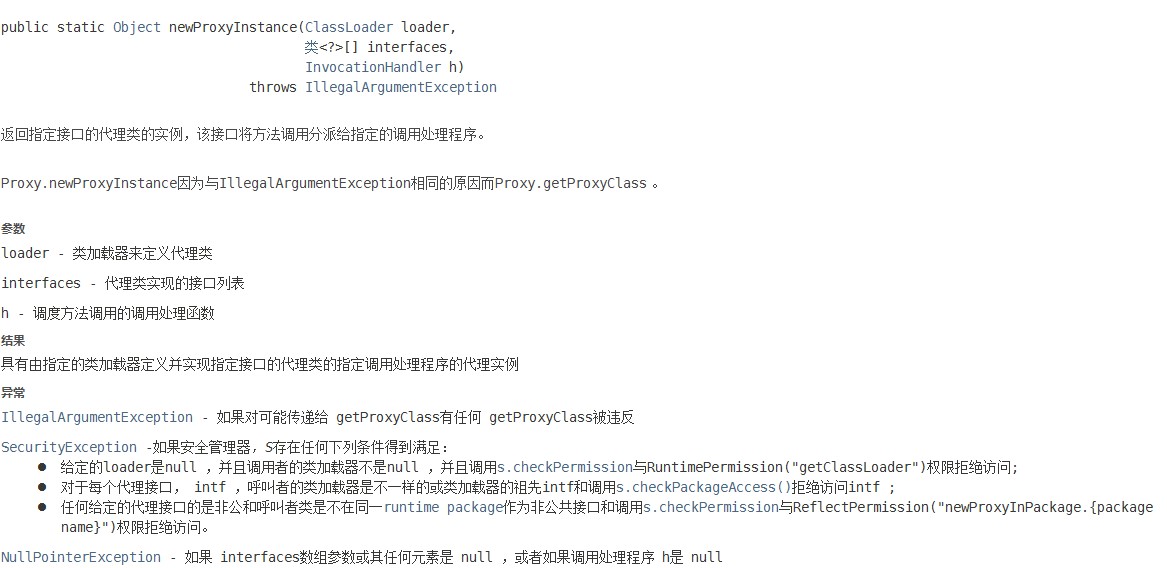 public static Object newProxyInstance(ClassLoader loader,
类<?>[] interfaces,
InvocationHandler h)
throws IllegalArgumentException
返回指定接口的代理类的实例，该接口将方法调用分派给指定的调用处理程序。
Proxy.newProxyInstance因为与IllegalArgumentException相同的原因而Proxy.getProxyClass 。
参数
loader - 类加载器来定义代理类
interfaces - 代理类实现的接口列表
h - 调度方法调用的调用处理函数
结果
具有由指定的类加载器定义并实现指定接口的代理类的指定调用处理程序的代理实例
异常
IllegalArgumentException - 如果对可能传递给 getProxyClass有任何 getProxyClass被违反
SecurityException -如果安全管理器，S存在任何下列条件得到满足：
● 给定的loader是null ，并且调用者的类加载器不是null ，并且调用s.checkPermission与RuntimePermission("getClassLoader")权限拒绝访问;
● 对于每个代理接口， intf ，呼叫者的类加载器是不一样的或类加载器的祖先intf和调用s.checkPackageAccess()拒绝访问intf ;
● 任何给定的代理接口的是非公和呼叫者类是不在同一runtime package作为非公共接口和调用s.checkPermission与ReflectPermission("newProxyInPackage.{package
name}")权限拒绝访问。
NullPointerException - 如果 interfaces数组参数或其任何元素是 null ，或者如果调用处理程序 h是 null